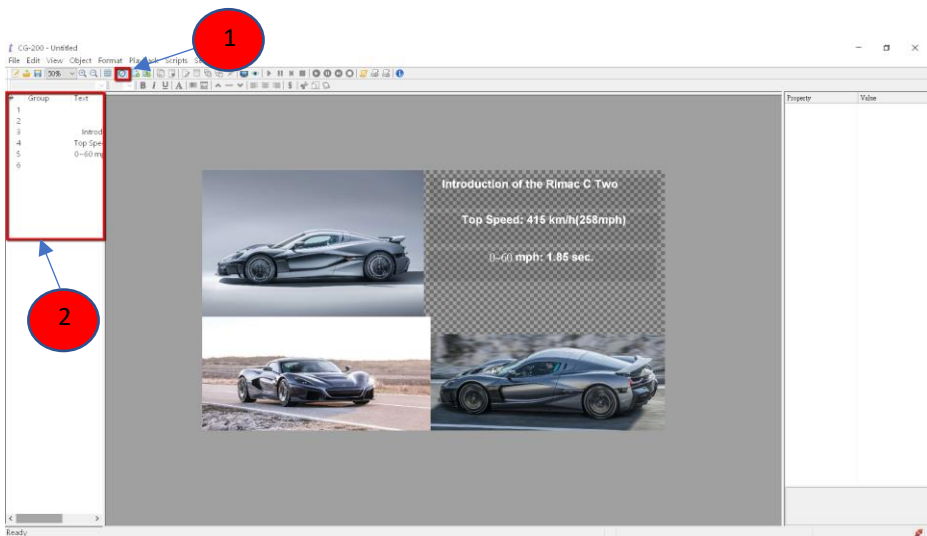 1
CG-200 - Untitled
File Edit View Object Format Playback Scripts
50%
B I U A $
# Group Text
1
2
3 Introd
4 Top Spe
5 0~60 m
6
Property Value
Introduction of the Rimac C Two
Top Speed: 415 km/h(258mph)
0~60 mph: 1.85 sec.
2
Ready